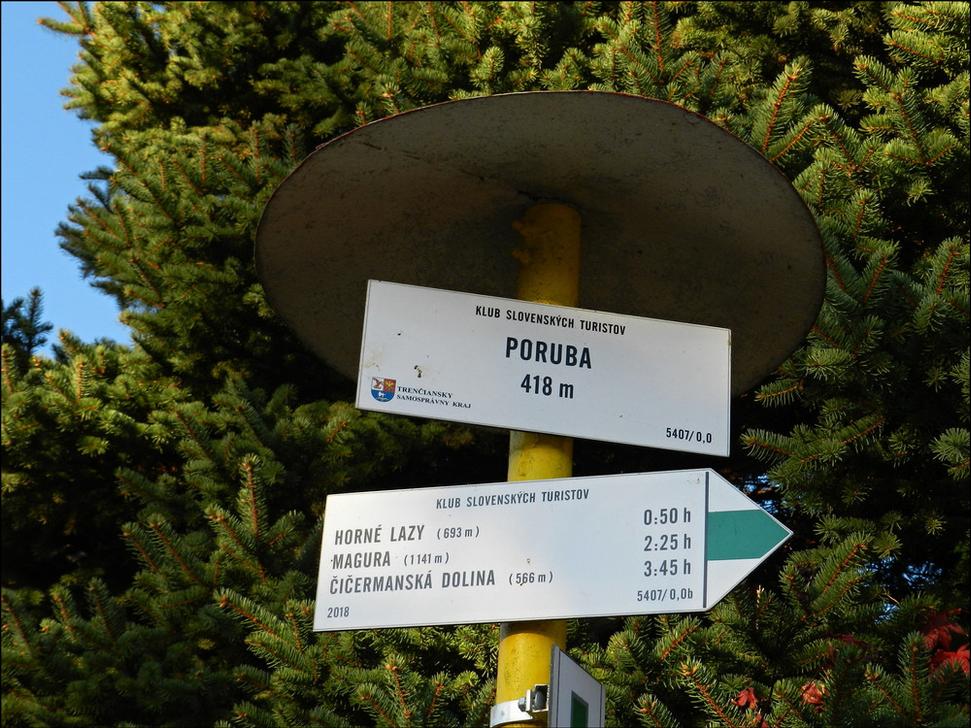 KLUB SLOVENSKÝCH TURISTOV
PORUBA
418 m
TRENČIANSKY
SAMOSPRÁVNY KRAJ
5407/0,0
KLUB SLOVENSKÝCH TURISTOV
HORNÉ LAZY (693 m) 0:50 h
MAGURA (1141 m) 2:25 h
ČIČERMANSKÁ DOLINA (566 m) 3:45 h
2018 5407/0,0b